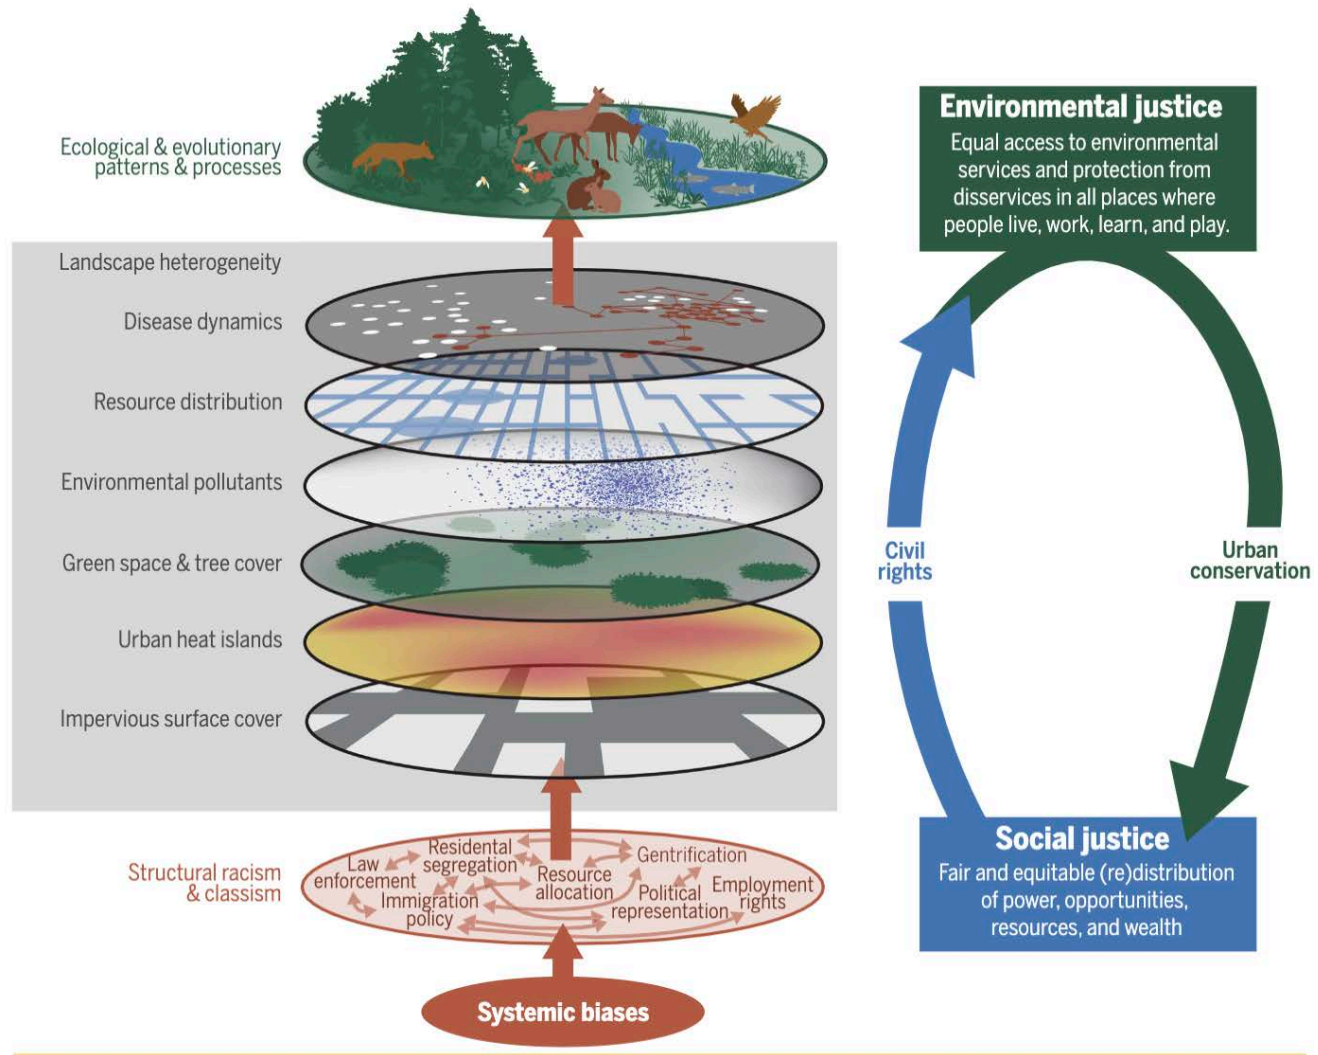 Ecological & evolutionary
patterns & processes
Landscape heterogeneity
Disease dynamics
Resource distribution
Environmental pollutants
Green space & tree cover
Urban heat islands
Impervious surface cover
Structural racism
& classism
Law
enforcement
Residental
segregation
Immigration
policy
Resource
allocation
Gentrification
Political
representation
Employment
rights
Systemic biases
Environmental justice
Equal access to environmental
services and protection from
disservices in all places where
people live, work, learn, and play.
Civil
rights
Urban
conservation
Social justice
Fair and equitable (re)distribution
of power, opportunities,
resources, and wealth